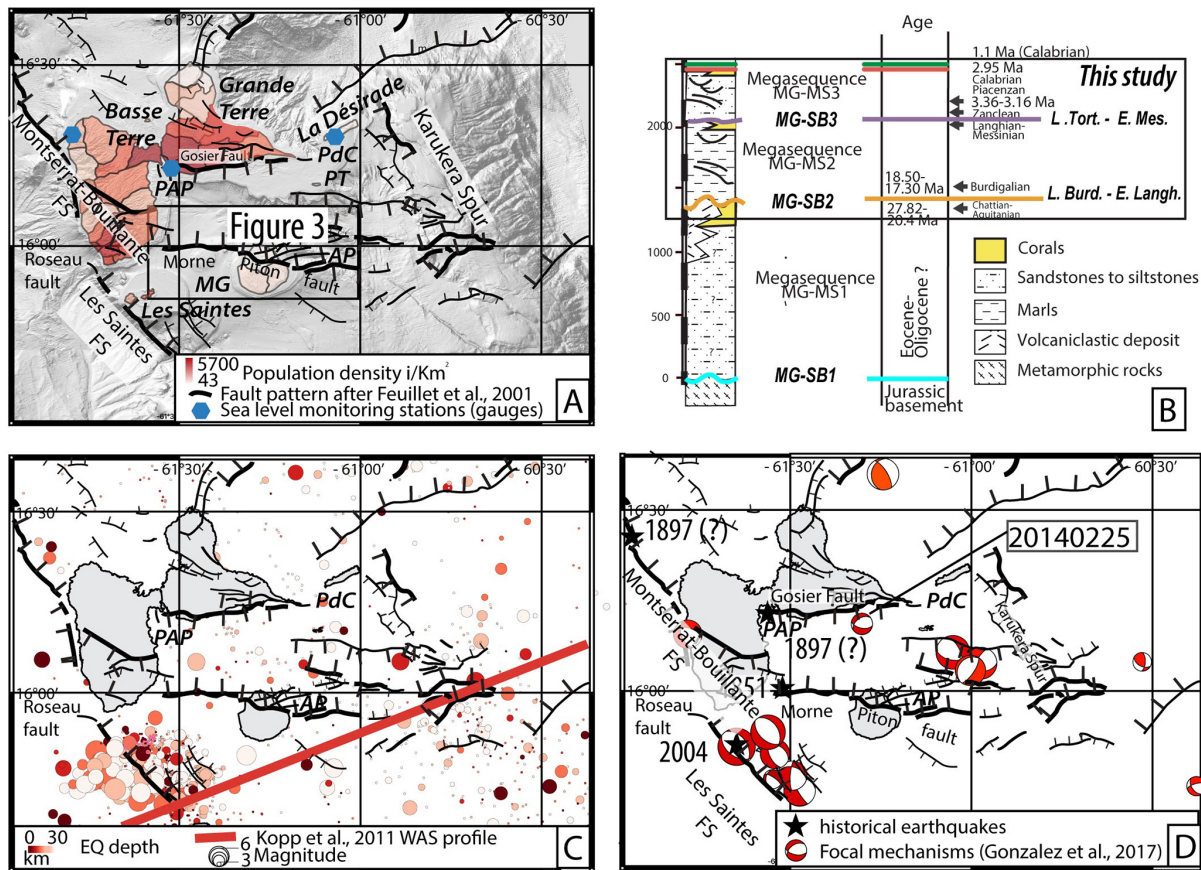 - 61°30'
- 61°00'
- 60°30'
16°30'
Grande
Terre
Basse
Terre
La Désirade
Montserrat-Bouillante
FS
Gosier Fault
PAP
PdC
PT
Karukera Spur
Figure 3
16°00'
Roseau
fault
Morne
Piton
fault
AP
MG
Les Saintes
Les Saintes
FS
5700
43
Population density i/Km²
Fault pattern after Feuillet et al., 2001
Sea level monitoring stations (gauges)
A
Age
1.1 Ma (Calabrian)
2.95 Ma
Calabrian
Piacenzan
This study
Megasequence
MG-MS3
3.36-3.16 Ma
Zanclean
Langhian-
Messinian
2000
MG-SB3
L .Tort. - E. Mes.
Megasequence
MG-MS2
18.50-
17.30 Ma
Burdigalian
MG-SB2
L. Burd. - E. Langh.
27.82-
Chattian-
Aquitanian
1000
Megasequence
MG-MS1
Eocene-
Oligocene ?
500
0
MG-SB1
Jurassic
basement
Corals
Sandstones to siltstones
Marls
Volcaniclastic deposit
Metamorphic rocks
B
- 61°30'
- 61°00'
- 60°30'
16°30'
PdC
PAP
16°00'
Roseau
fault
AP
0 30
km
EQ depth
Kopp et al., 2011 WAS profile
6
3
Magnitude
C
- 61°30'
- 61°00'
- 60°30'
16°30'
1897 (?)
20140225
Montserrat-Bouillante
FS
Gosier Fault
PdC
PAP
1897 (?)
Karukera Spur
16°00'
Roseau
fault
Morne
Piton
fault
AP
2004
Les Saintes
FS
historical earthquakes
Focal mechanisms (Gonzalez et al., 2017)
D